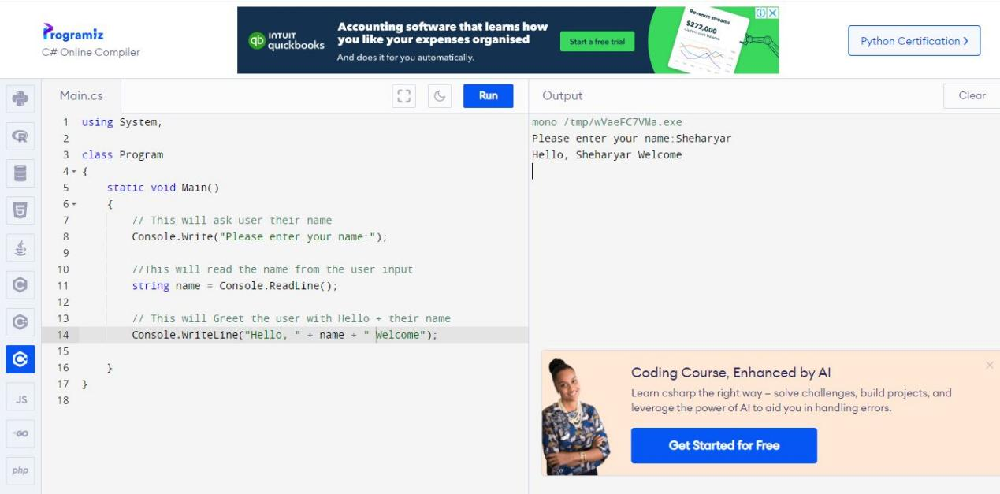 Programiz
C# Online Compiler
INTUIT
quickbooks
Accounting software that learns how
you like your expenses organised
And does it for you automatically.
Start a free trial
Revenue streams
$272,000
Current cash balance
Python Certification >
Main.cs
Run
Output
Clear
1 using System;
2
3 class Program
4 {
5     static void Main()
6     {
7         // This will ask user their name
8         Console.Write("Please enter your name:");
9
10         //This will read the name from the user input
11         string name = Console.ReadLine();
12
13         // This will Greet the user with Hello + their name
14         Console.WriteLine("Hello, " + name + " Welcome");
15
16     }
17 }
18
mono /tmp/wVaeFC7VMa.exe
Please enter your name:Sheharyar
Hello, Sheharyar Welcome
JS
GO
php
Coding Course, Enhanced by AI
Learn csharp the right way – solve challenges, build projects, and
leverage the power of AI to aid you in handling errors.
Get Started for Free